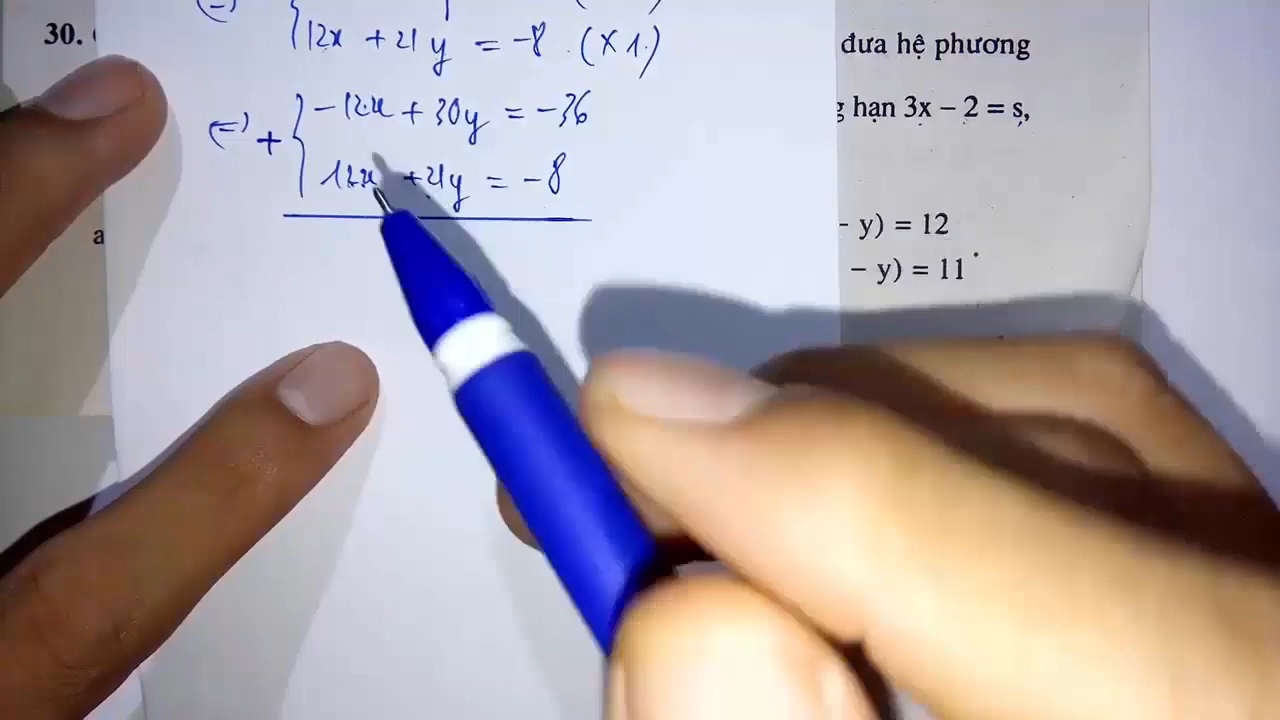 30.
12x + 21y = -8 (x 1)
đưa hệ phương
(=) + { -12x + 30y = -36
12x + 21y = -8
hạn 3x – 2 = s,
a
- y) = 12
- y) = 11